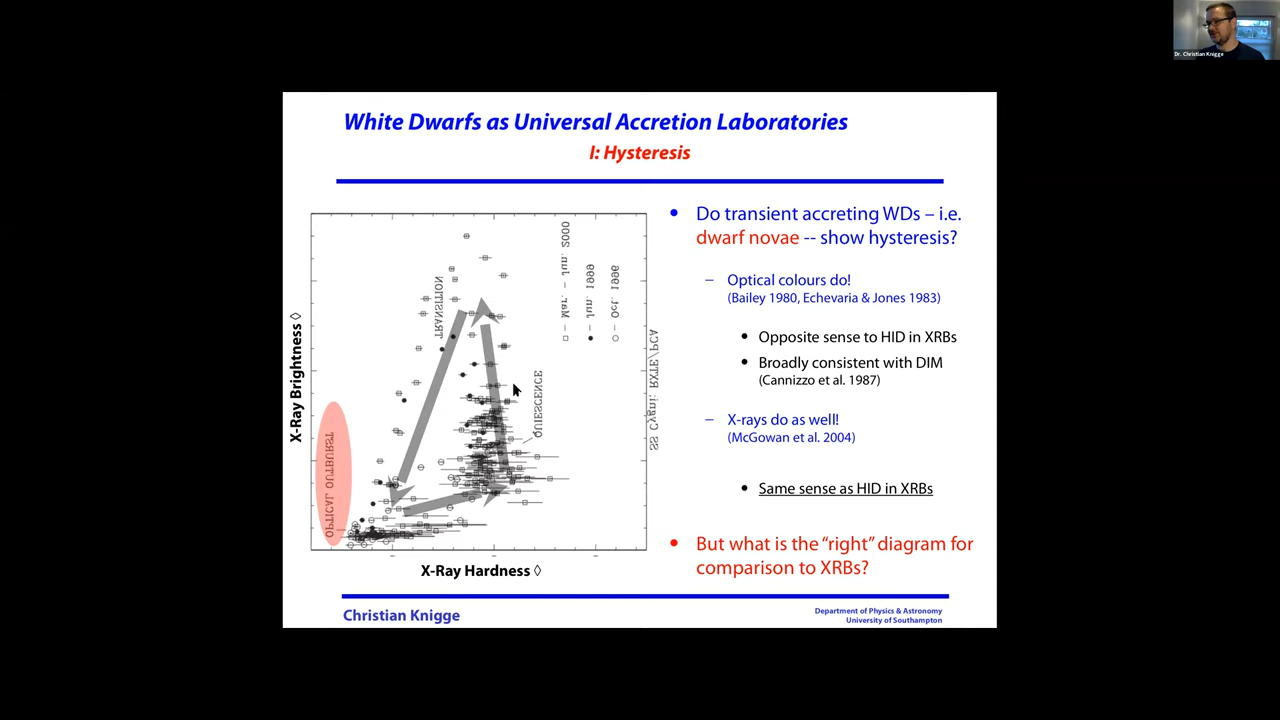 Dr. Christian Knigge
White Dwarfs as Universal Accretion Laboratories
I: Hysteresis
X-Ray Brightness ◊
OPTICAL OUTBURST
TRANSITION
QUIESCENCE
□ – Mar. – Jun. 2000
● – Jun. 1999
○ – Oct. 1996
SS Cygni: RXTE/PCA
X-Ray Hardness ◊
• Do transient accreting WDs – i.e.
dwarf novae -- show hysteresis?
– Optical colours do!
(Bailey 1980, Echevaria & Jones 1983)
• Opposite sense to HID in XRBs
• Broadly consistent with DIM
(Cannizzo et al. 1987)
– X-rays do as well!
(McGowan et al. 2004)
• Same sense as HID in XRBs
• But what is the “right” diagram for
comparison to XRBs?
Christian Knigge
Department of Physics & Astronomy
University of Southampton